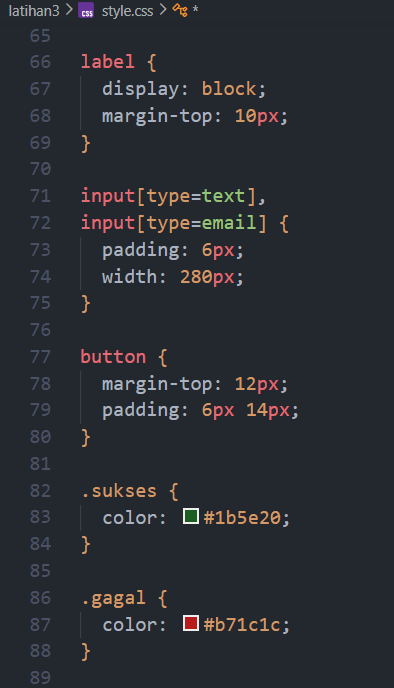 latihan3 > style.css > *
65
66 label {
67   display: block;
68   margin-top: 10px;
69 }
70
71 input[type=text],
72 input[type=email] {
73   padding: 6px;
74   width: 280px;
75 }
76
77 button {
78   margin-top: 12px;
79   padding: 6px 14px;
80 }
81
82 .sukses {
83   color: #1b5e20;
84 }
85
86 .gagal {
87   color: #b71c1c;
88 }
89